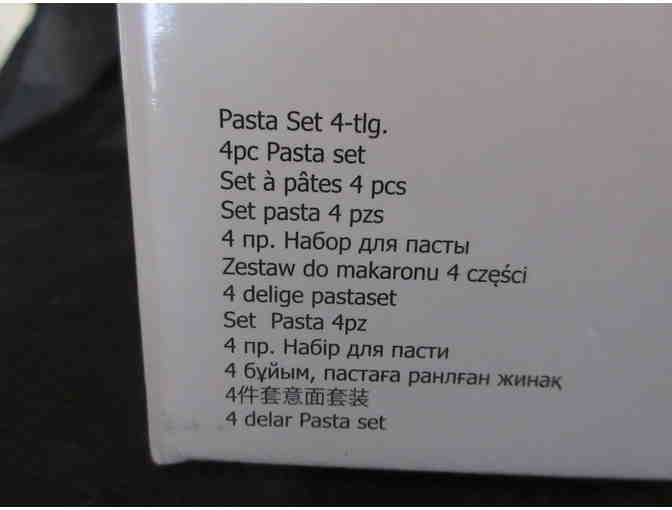 Pasta Set 4-tlg.
4pc Pasta set
Set à pâtes 4 pcs
Set pasta 4 pzs
4 пр. Набор для пасты
Zestaw do makaronu 4 części
4 delige pastaset
Set Pasta 4pz
4 пр. Набір для пасти
4 бұйым, пастаға ранлған жинақ
4件套意面套装
4 delar Pasta set